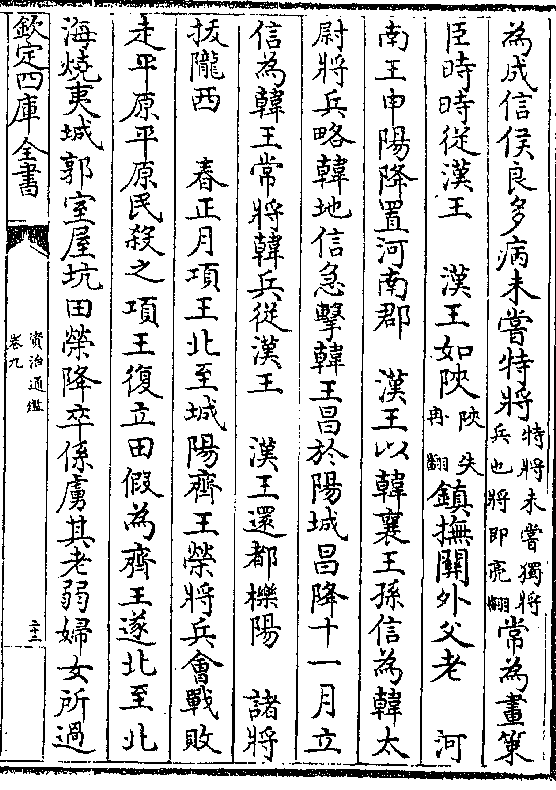 為成信侯良多病未嘗特將特將未嘗獨將兵也將即亮翻常為畫策
臣時時從漢王　漢王如陜陜失冉翻鎮撫關外父老　河
南王申陽降置河南郡　漢王以韓襄王孫信為韓太
尉將兵略韓地信急擊韓王昌於陽城昌降十一月立
信為韓王常將韓兵從漢王　漢王還都櫟陽　諸將
拔隴西　春正月項王北至城陽齊王榮將兵會戰敗
走平原平原民殺之項王復立田假為齊王遂北至北
海燒夷城郭室屋坑田榮降卒係虜其老弱婦女所過
欽定四庫全書　資治通鑑卷九　二十二